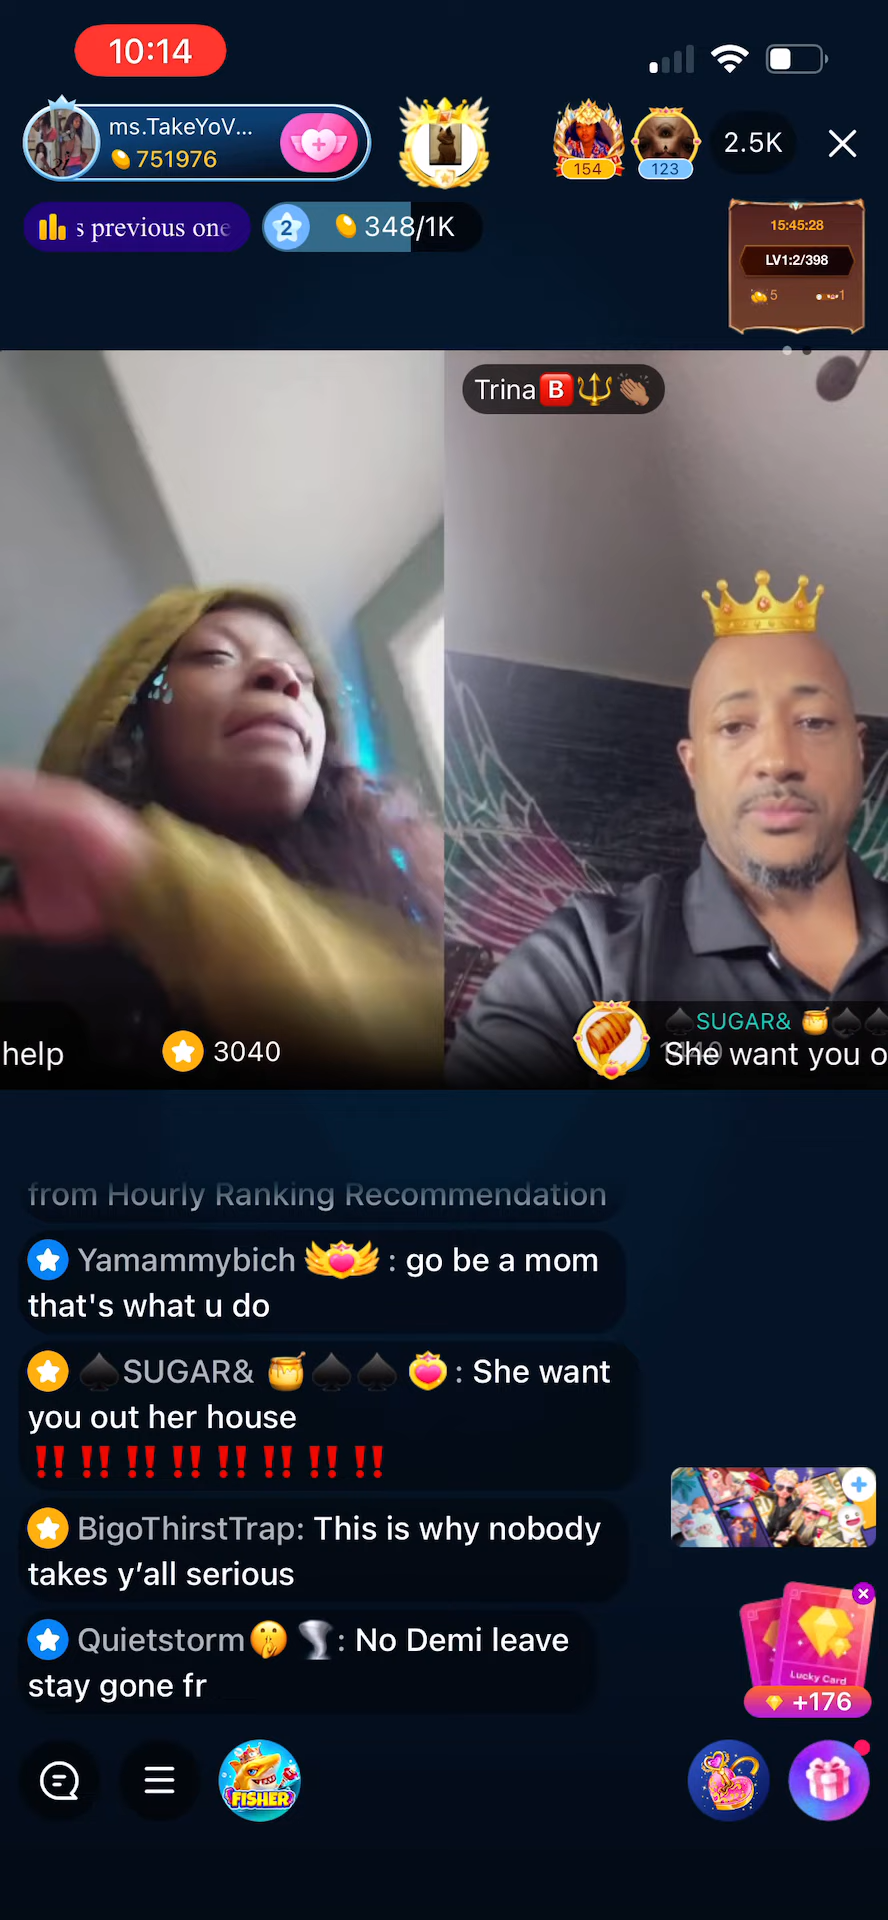 10:14
ms.TakeYoV...
751976
154
123
2.5K
s previous one
2
348/1K
15:45:28
LV1:2/398
5
1
Trina B
help
3040
SUGAR&
She want you o
from Hourly Ranking Recommendation
Yamammybich : go be a mom
that's what u do
SUGAR& : She want
you out her house
‼️‼️‼️‼️‼️‼️‼️‼️
BigoThirstTrap: This is why nobody
takes y’all serious
Quietstorm : No Demi leave
stay gone fr
Lucky Card
+176
FISHER